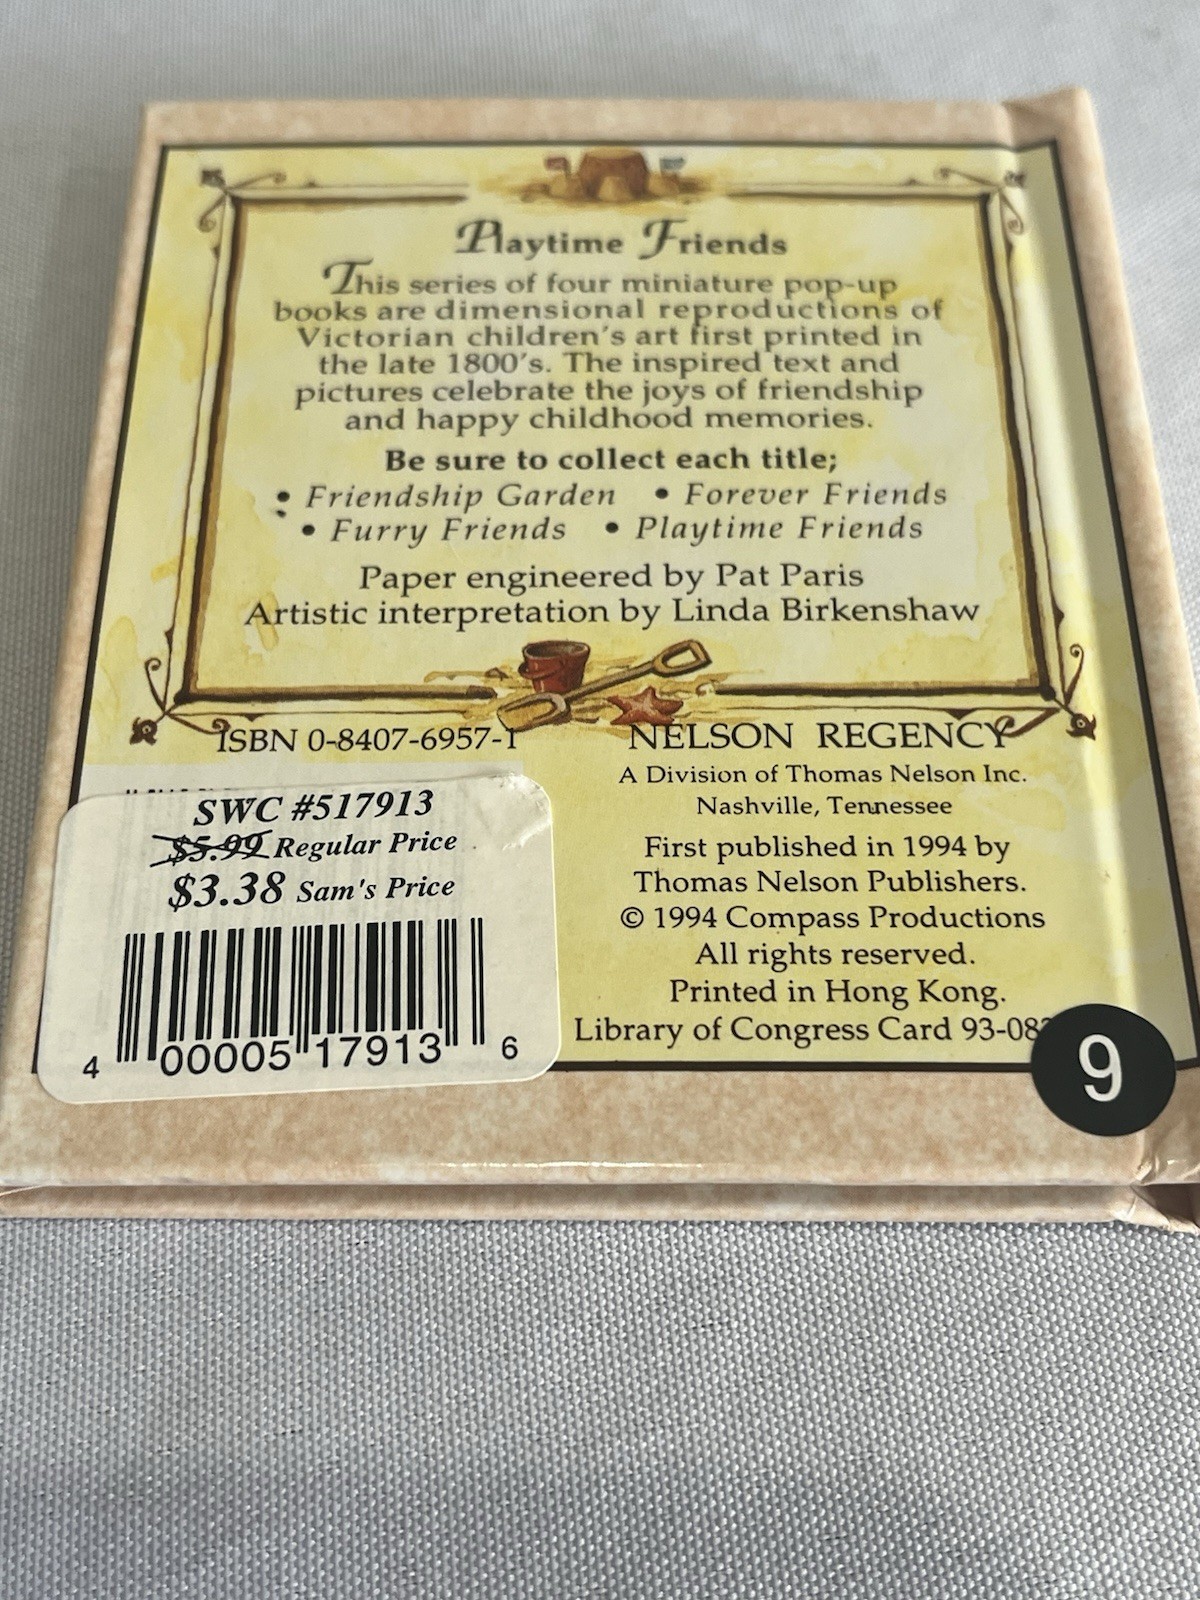 Playtime Friends
This series of four miniature pop-up
books are dimensional reproductions of
Victorian children's art first printed in
the late 1800's. The inspired text and
pictures celebrate the joys of friendship
and happy childhood memories.
Be sure to collect each title;
• Friendship Garden • Forever Friends
• Furry Friends • Playtime Friends
Paper engineered by Pat Paris
Artistic interpretation by Linda Birkenshaw
ISBN 0-8407-6957-1
SWC #517913
$5.99 Regular Price
$3.38 Sam's Price
4 00005 17913 6
NELSON REGENCY
A Division of Thomas Nelson Inc.
Nashville, Tennessee
First published in 1994 by
Thomas Nelson Publishers.
© 1994 Compass Productions
All rights reserved.
Printed in Hong Kong.
Library of Congress Card 93-08
9